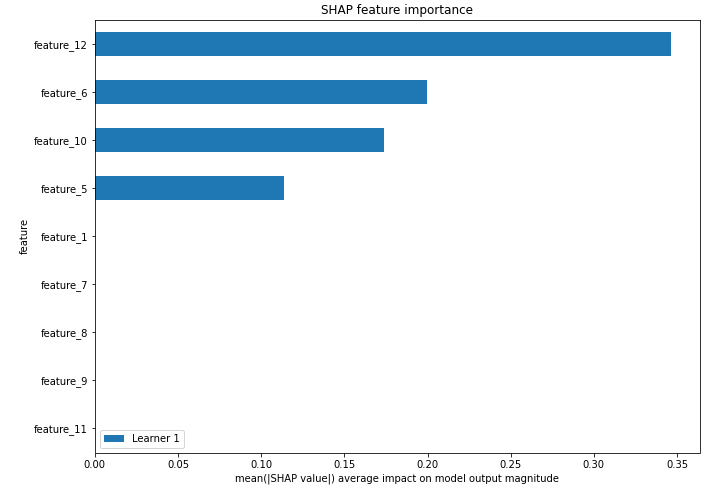 SHAP feature importance
feature_12
feature_6
feature_10
feature_5
feature_1
feature_7
feature_8
feature_9
feature_11
feature
Learner 1
0.00 0.05 0.10 0.15 0.20 0.25 0.30 0.35
mean(|SHAP value|) average impact on model output magnitude